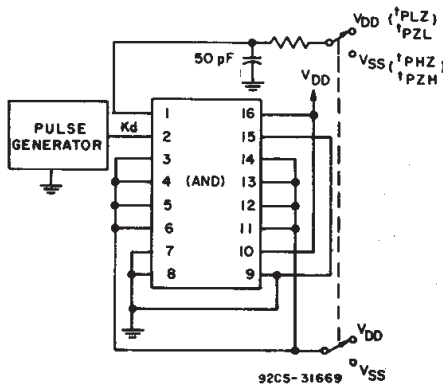 VDD (tPLZ)
tPZL
50 pF
VSS (tPHZ)
tPZH
VDD
PULSE
GENERATOR
Kd
1 16
2 15
3 14
4 (AND) 13
5 12
6 11
7 10
8 9
VDD
VSS
92CS-31669